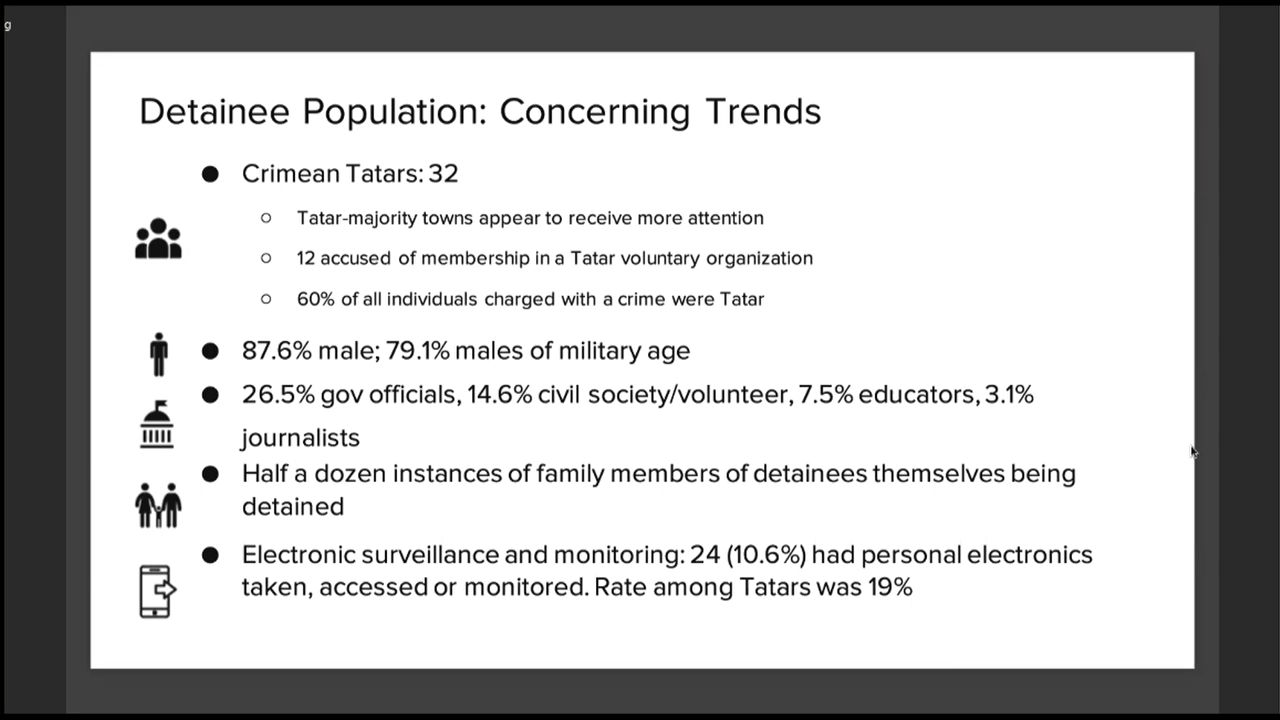 g
Detainee Population: Concerning Trends
● Crimean Tatars: 32
○ Tatar-majority towns appear to receive more attention
○ 12 accused of membership in a Tatar voluntary organization
○ 60% of all individuals charged with a crime were Tatar
● 87.6% male; 79.1% males of military age
● 26.5% gov officials, 14.6% civil society/volunteer, 7.5% educators, 3.1%
journalists
● Half a dozen instances of family members of detainees themselves being
detained
● Electronic surveillance and monitoring: 24 (10.6%) had personal electronics
taken, accessed or monitored. Rate among Tatars was 19%